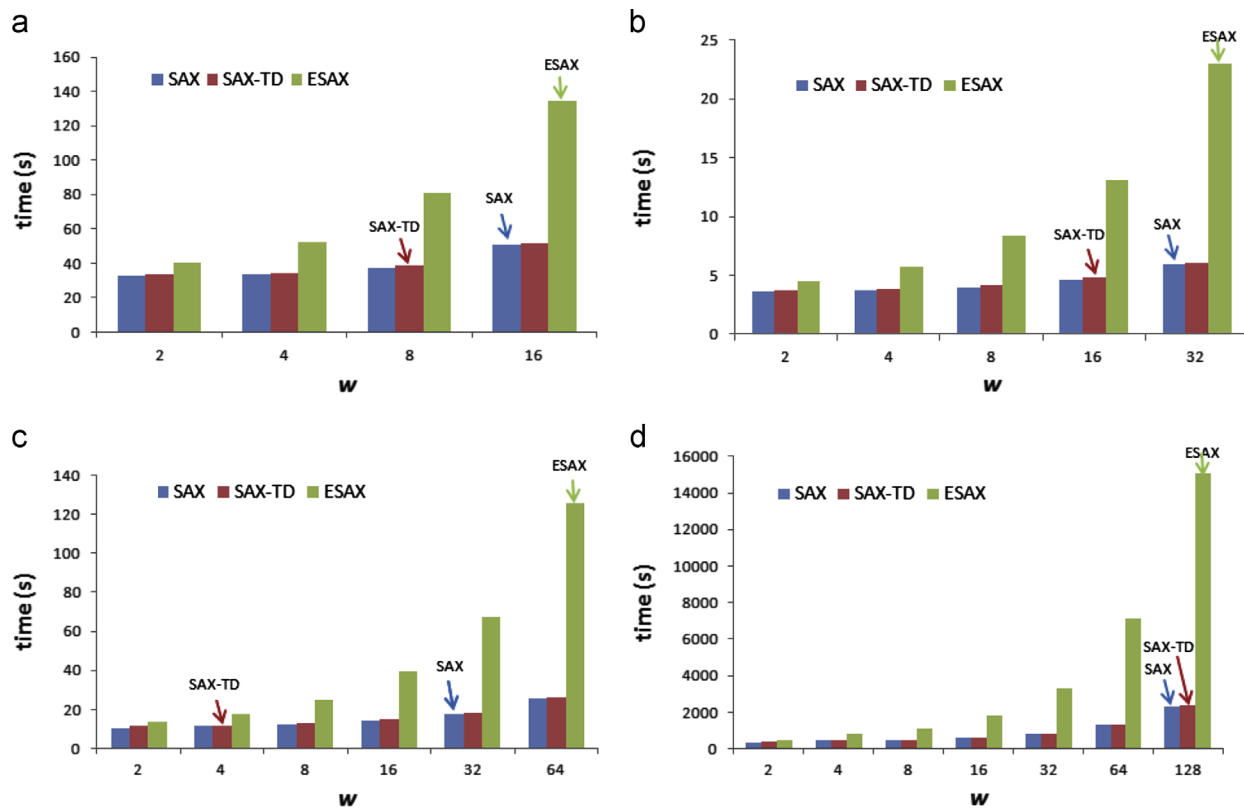 a
160
140
120
100
80
60
40
20
0
time (s)
SAX SAX-TD ESAX
ESAX
SAX
SAX-TD
2 4 8 16
w
b
25
20
15
10
5
0
time (s)
SAX SAX-TD ESAX
ESAX
SAX
SAX-TD
2 4 8 16 32
w
c
140
120
100
80
60
40
20
0
time (s)
SAX SAX-TD ESAX
ESAX
SAX
SAX-TD
2 4 8 16 32 64
w
d
16000
14000
12000
10000
8000
6000
4000
2000
0
time (s)
SAX SAX-TD ESAX
ESAX
SAX-TD
SAX
2 4 8 16 32 64 128
w